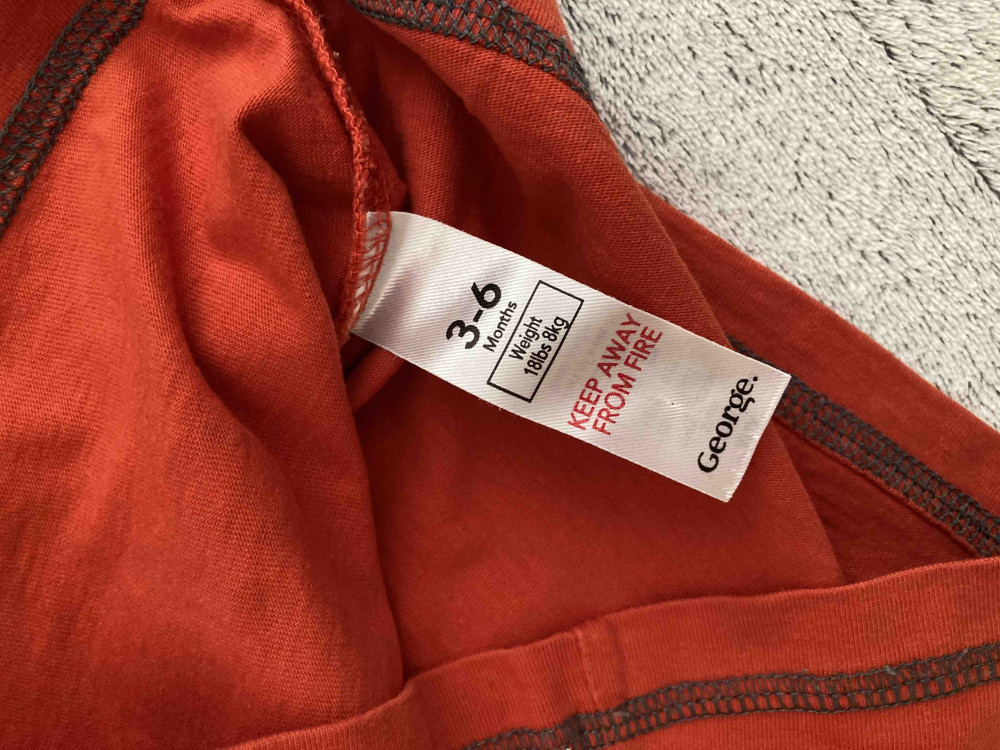 3-6
Months
Weight
18lbs 8kg
KEEP AWAY
FROM FIRE
George.